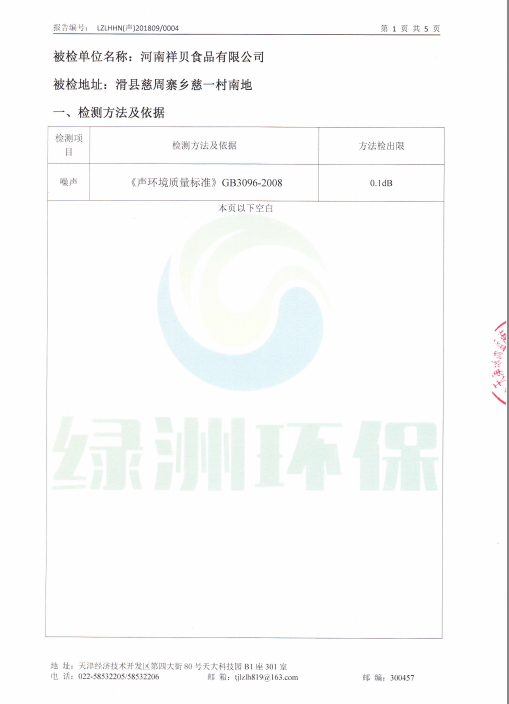 报告编号: LZLHHN(声)201809/0004
第 1 页 共 5 页
被检单位名称：河南祥贝食品有限公司
被检地址：滑县慈周寨乡慈一村南地
一、检测方法及依据
检测项目
检测方法及依据
方法检出限
噪声
《声环境质量标准》GB3096-2008
0.1dB
本页以下空白
绿洲环保
地 址: 天津经济技术开发区第四大街 80 号天大科技园 B1 座 301 室
电 话: 022-58532205/58532206
邮 箱: tjlzlh819@163.com
邮 编: 300457